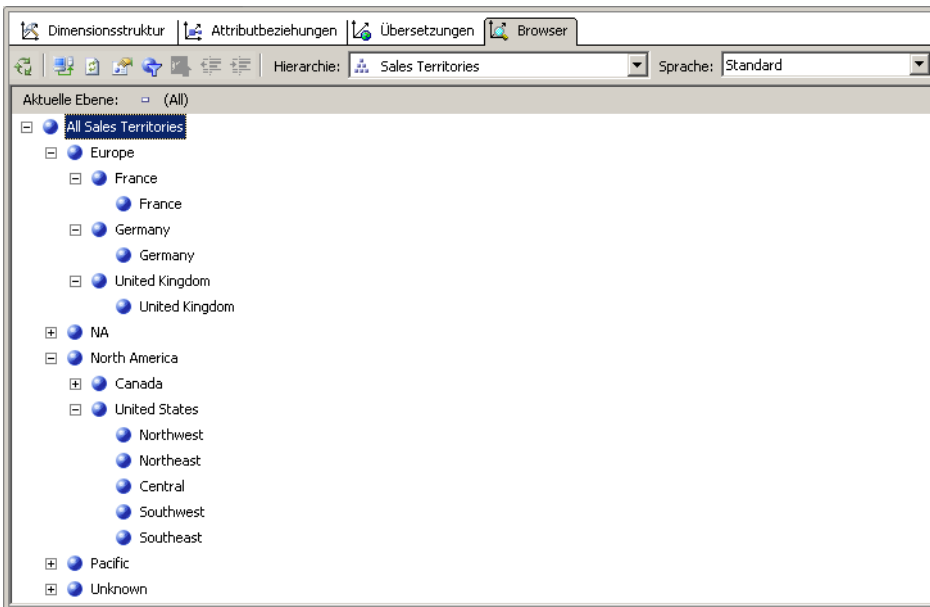 Dimensionsstruktur Attributbeziehungen Übersetzungen Browser
Hierarchie: Sales Territories Sprache: Standard
Aktuelle Ebene: (All)
All Sales Territories
Europe
France
France
Germany
Germany
United Kingdom
United Kingdom
NA
North America
Canada
United States
Northwest
Northeast
Central
Southwest
Southeast
Pacific
Unknown